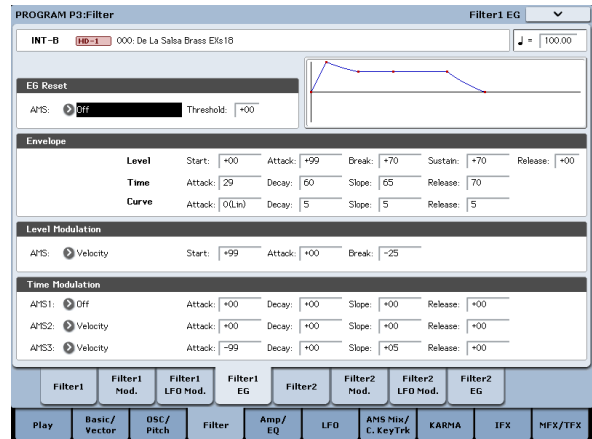 PROGRAM P3:Filter Filter1 EG
INT-B HD-1 000: De La Salsa Brass EXs18 ♩ = 100.00
EG Reset
AMS: Off Threshold: +00
Envelope
Level Start: +00 Attack: +99 Break: +70 Sustain: +70 Release: +00
Time Attack: 29 Decay: 60 Slope: 65 Release: 70
Curve Attack: 0(Lin) Decay: 5 Slope: 5 Release: 5
Level Modulation
AMS: Velocity Start: +99 Attack: +00 Break: -25
Time Modulation
AMS1: Off Attack: +00 Decay: +00 Slope: +00 Release: +00
AMS2: Velocity Attack: +00 Decay: +00 Slope: +00 Release: +00
AMS3: Velocity Attack: -99 Decay: +00 Slope: +05 Release: +00
Filter1 Filter1 Mod. Filter1 LFO Mod. Filter1 EG Filter2 Filter2 Mod. Filter2 LFO Mod. Filter2 EG
Play Basic/ Vector OSC/ Pitch Filter Amp/ EQ LFO AMS Mix/ C. KeyTrk KARMA IFX MFX/TFX